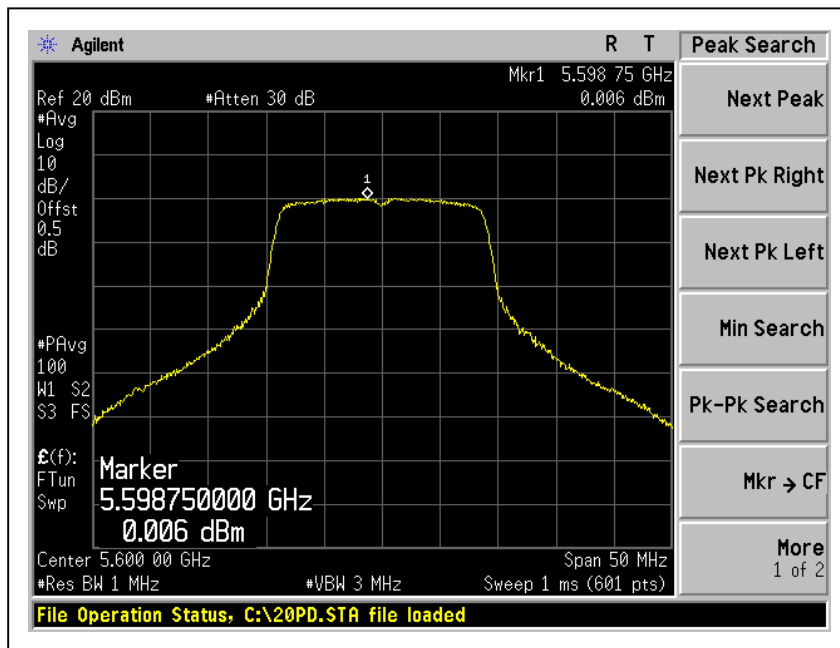 Agilent R T
Peak Search
Mkr1 5.598 75 GHz
Ref 20 dBm #Atten 30 dB 0.006 dBm
#Avg
Log
10
dB/
Offst
0.5
dB
1
#PAvg
100
W1 S2
S3 FS
£(f):
FTun
Swp
Marker
5.598750000 GHz
0.006 dBm
Center 5.600 00 GHz Span 50 MHz
#Res BW 1 MHz #VBW 3 MHz Sweep 1 ms (601 pts)
File Operation Status, C:\20PD.STA file loaded
Next Peak
Next Pk Right
Next Pk Left
Min Search
Pk-Pk Search
Mkr → CF
More
1 of 2